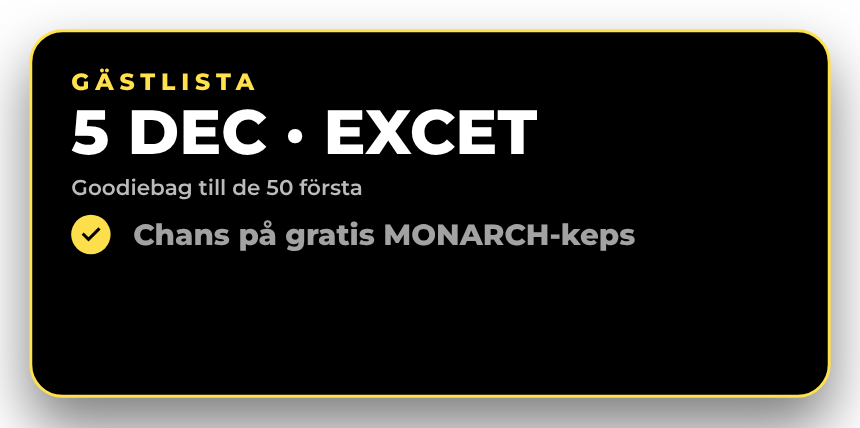 GÄSTLISTA
5 DEC • EXCET
Goodiebag till de 50 första
Chans på gratis MONARCH-keps